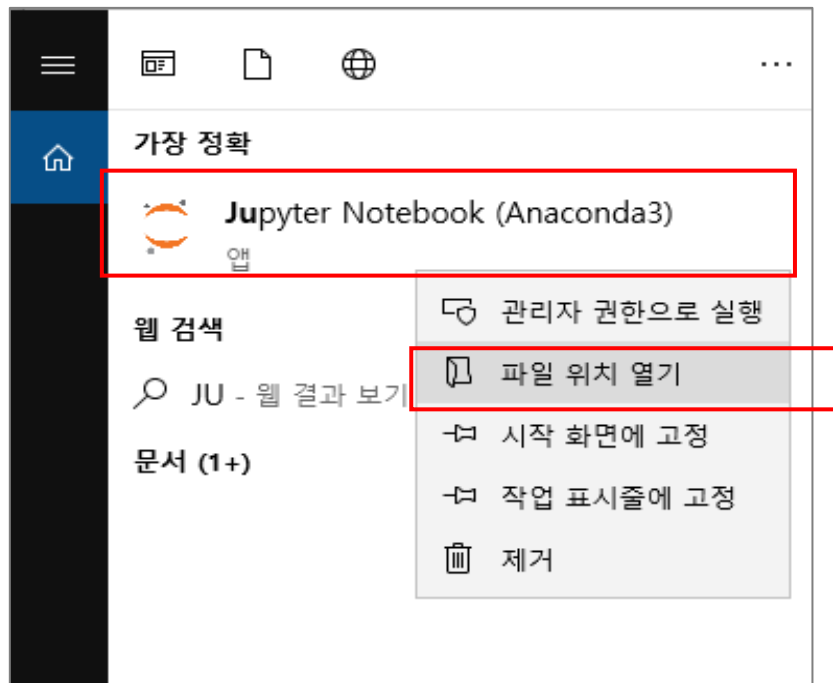 가장 정확
Jupyter Notebook (Anaconda3)
앱
관리자 권한으로 실행
웹 검색
파일 위치 열기
JU - 웹 결과 보기
시작 화면에 고정
문서 (1+)
작업 표시줄에 고정
제거